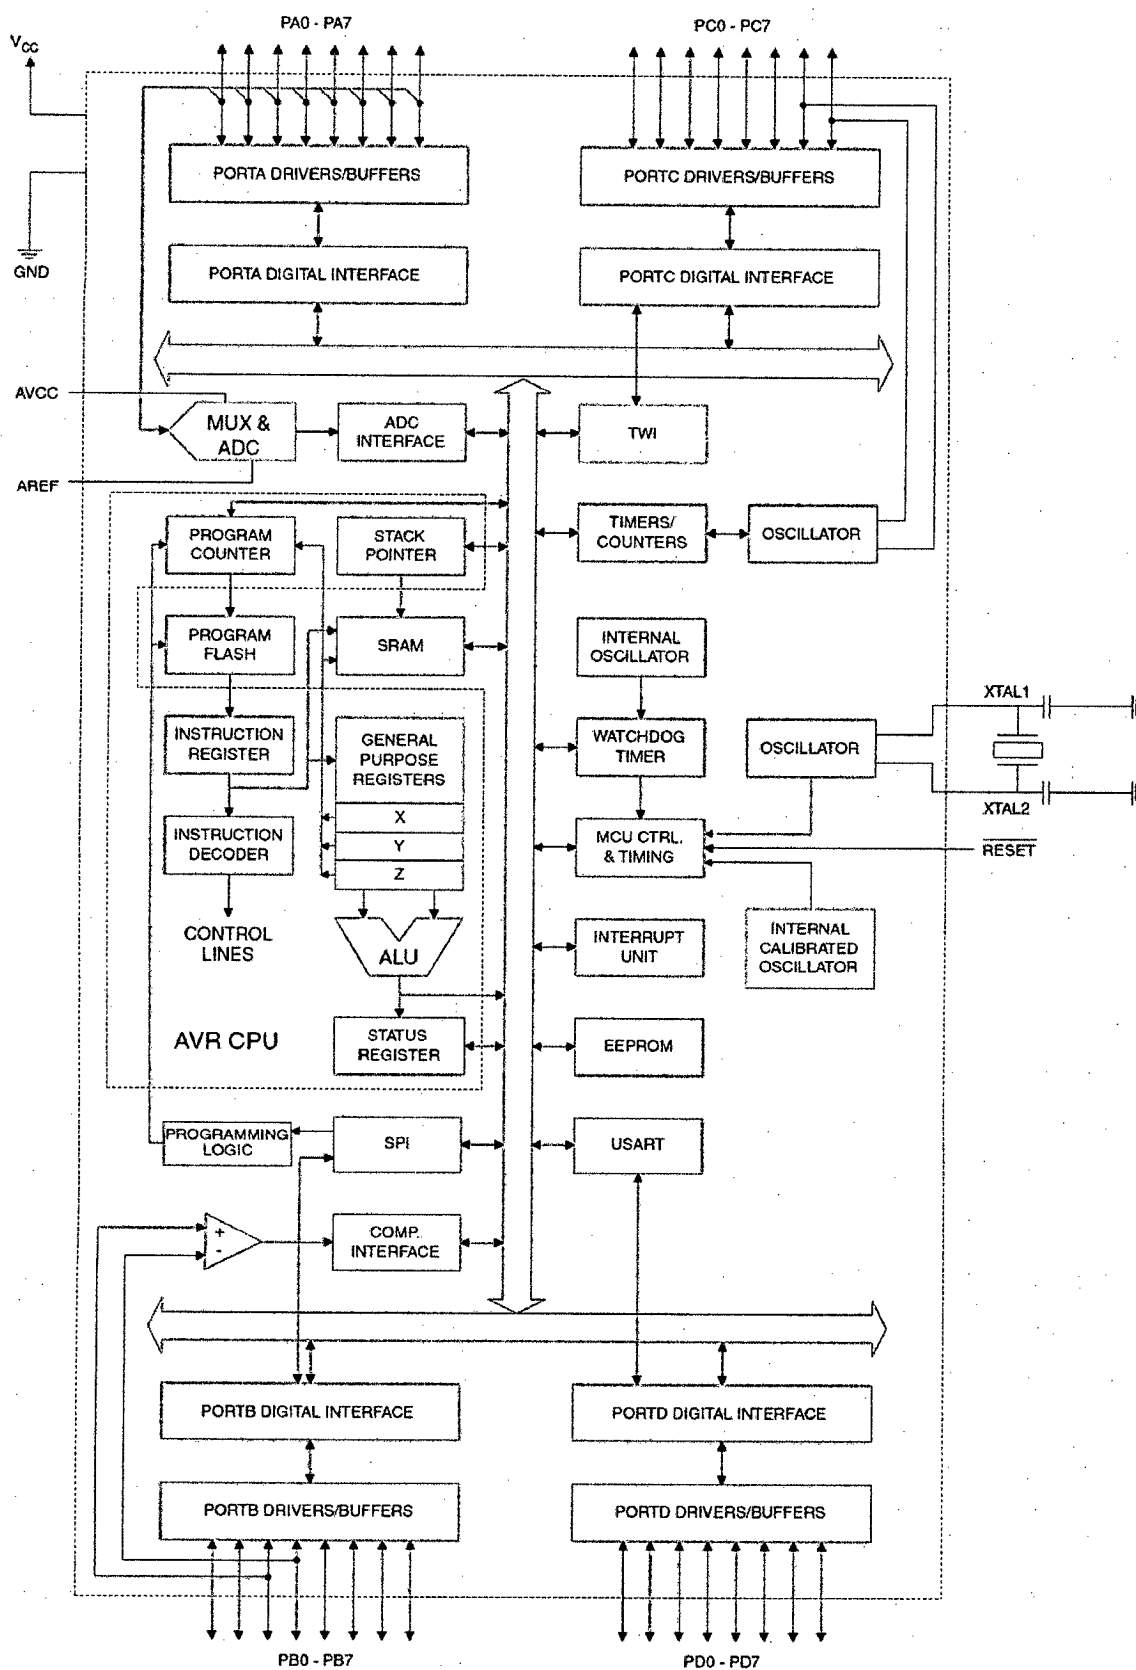 PA0 - PA7
PC0 - PC7
VCC
PORTA DRIVERS/BUFFERS
PORTC DRIVERS/BUFFERS
GND
PORTA DIGITAL INTERFACE
PORTC DIGITAL INTERFACE
AVCC
MUX &
ADC
ADC
INTERFACE
TWI
AREF
PROGRAM
COUNTER
STACK
POINTER
TIMERS/
COUNTERS
OSCILLATOR
PROGRAM
FLASH
SRAM
INTERNAL
OSCILLATOR
XTAL1
INSTRUCTION
REGISTER
GENERAL
PURPOSE
REGISTERS
WATCHDOG
TIMER
OSCILLATOR
X
XTAL2
INSTRUCTION
DECODER
Y
Z
MCU CTRL.
& TIMING
RESET
CONTROL
LINES
ALU
INTERRUPT
UNIT
INTERNAL
CALIBRATED
OSCILLATOR
AVR CPU
STATUS
REGISTER
EEPROM
PROGRAMMING
LOGIC
SPI
USART
+
-
COMP.
INTERFACE
PORTB DIGITAL INTERFACE
PORTD DIGITAL INTERFACE
PORTB DRIVERS/BUFFERS
PORTD DRIVERS/BUFFERS
PB0 - PB7
PD0 - PD7